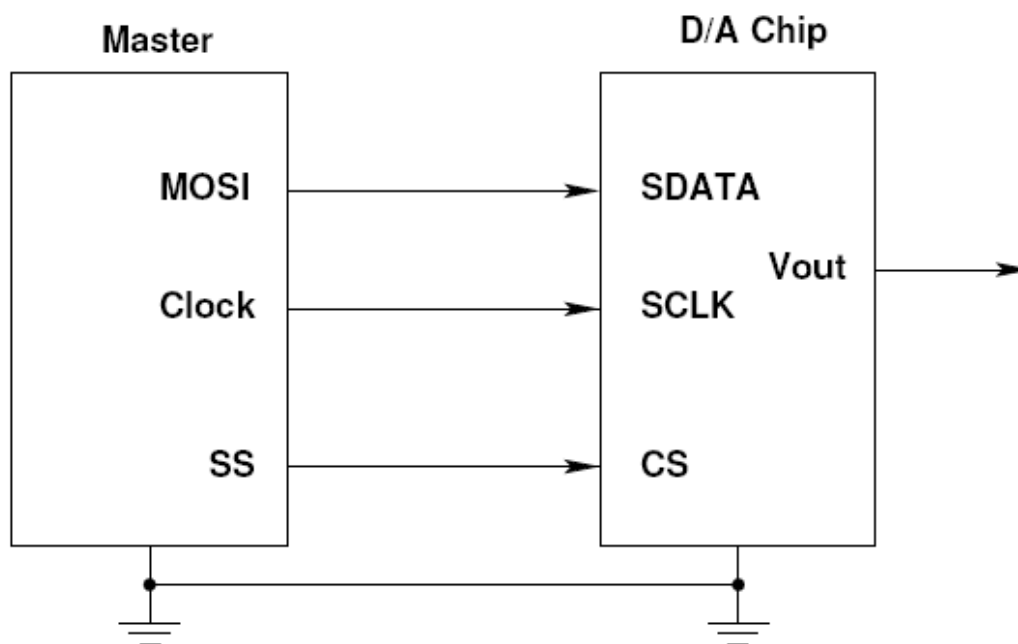 Master
D/A Chip
MOSI
SDATA
Vout
Clock
SCLK
SS
CS